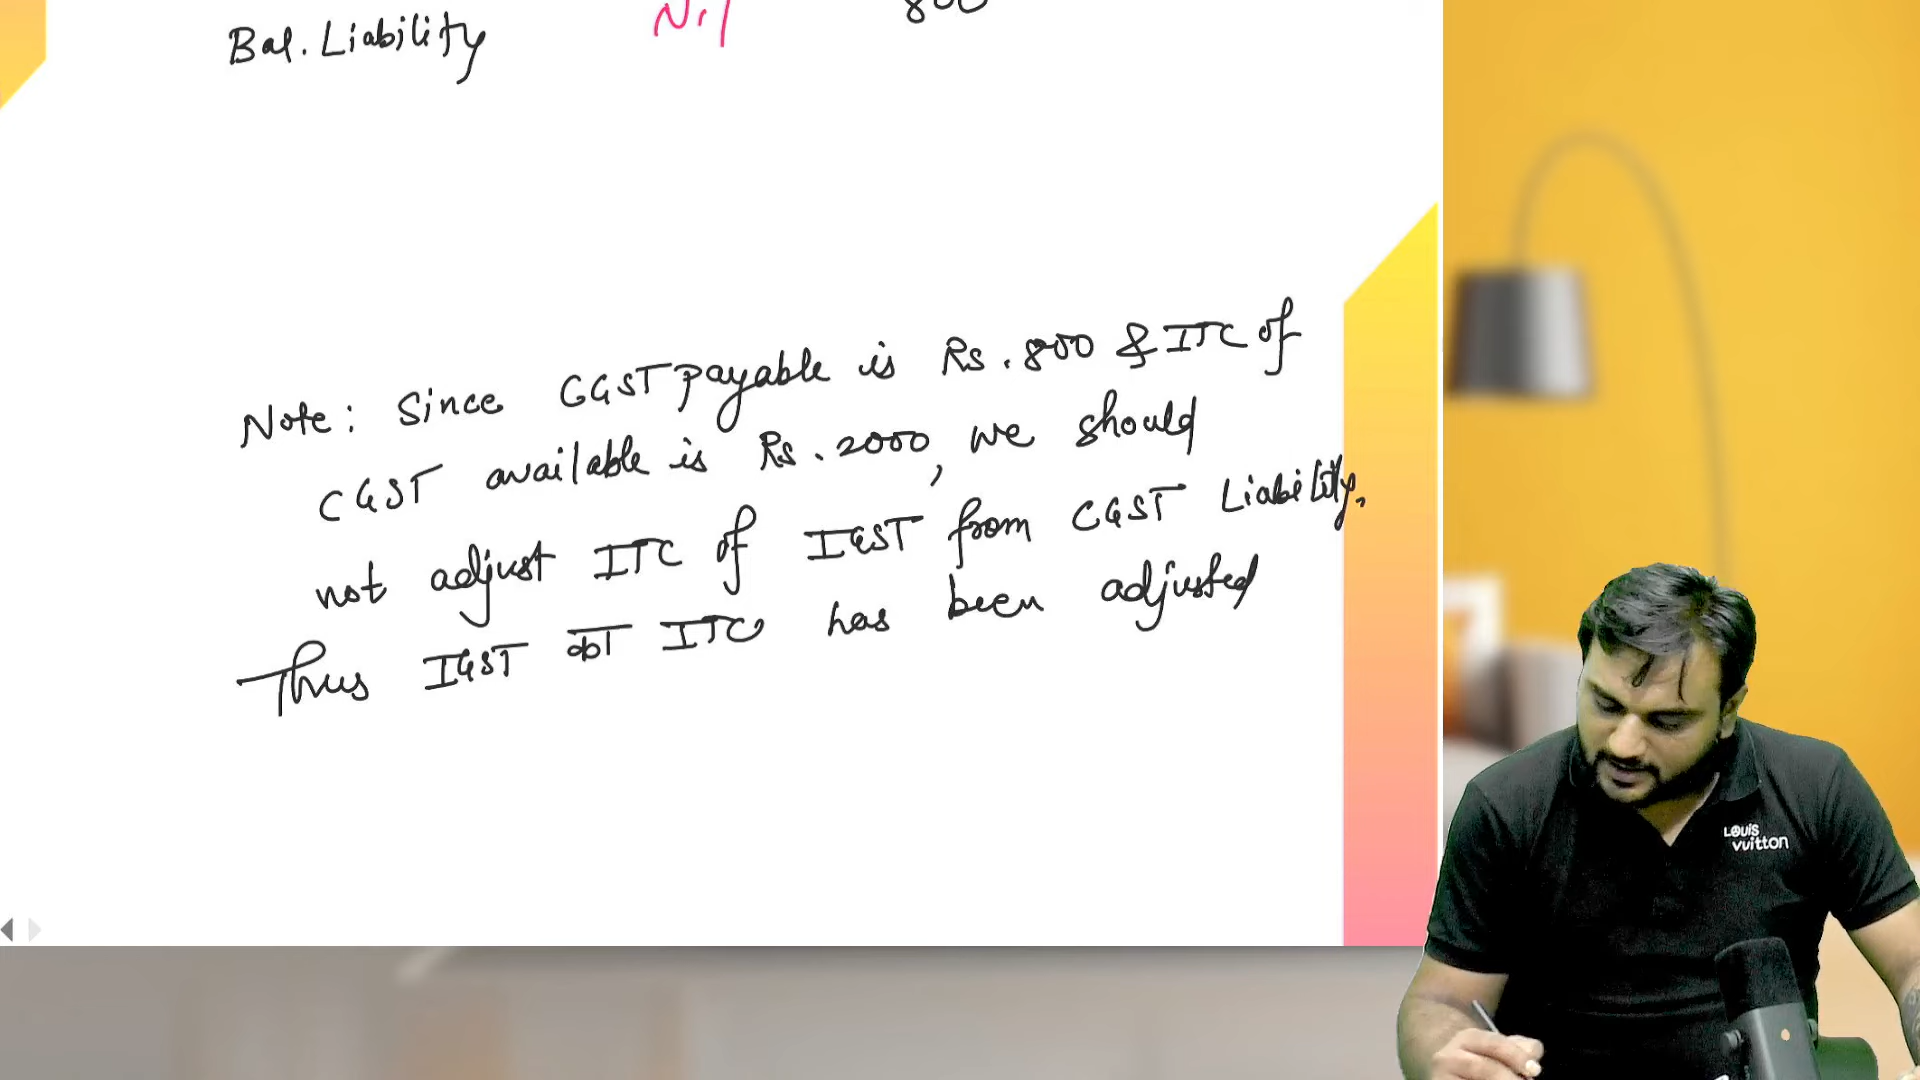 Bal. Liability Nil 800
Note: Since CGST payable is Rs. 800 & ITC of
CGST available is Rs. 2000, we should
not adjust ITC of IGST from CGST Liability.
Thus IGST का ITC has been adjusted
Louis
Vuitton